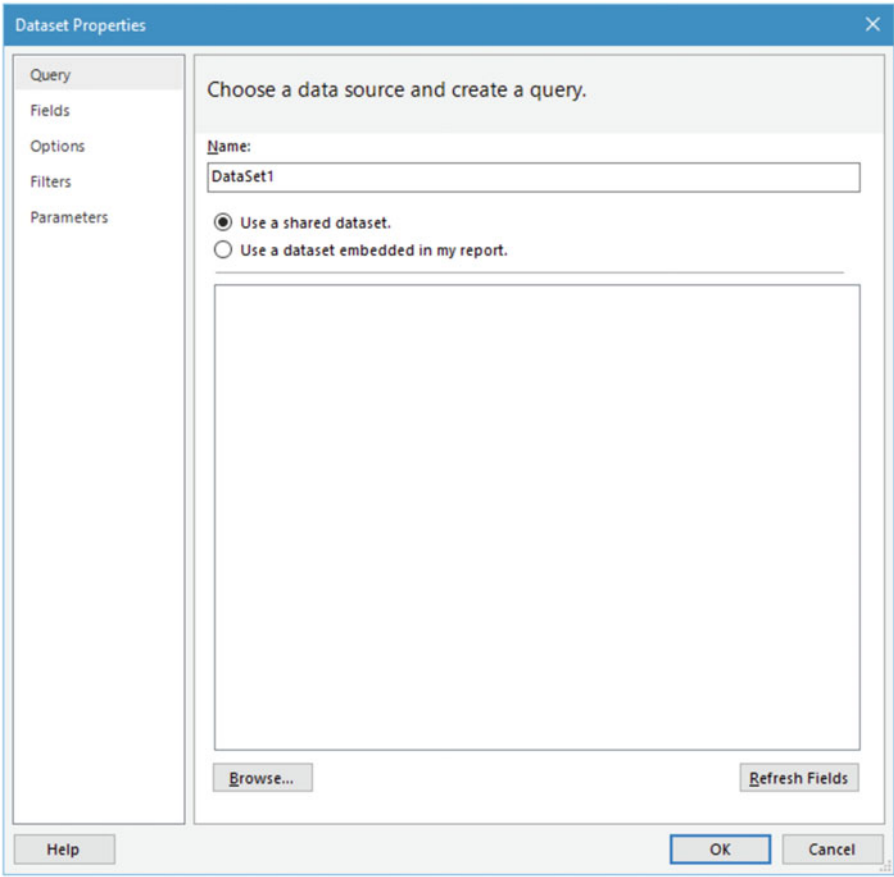 Dataset Properties
Query
Fields
Options
Filters
Parameters
Choose a data source and create a query.
Name:
DataSet1
Use a shared dataset.
Use a dataset embedded in my report.
Browse...
Refresh Fields
Help
OK
Cancel